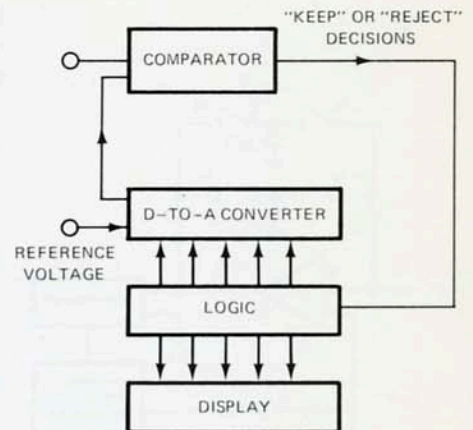 "KEEP" OR "REJECT"
DECISIONS
COMPARATOR
D-TO-A CONVERTER
REFERENCE
VOLTAGE
LOGIC
DISPLAY